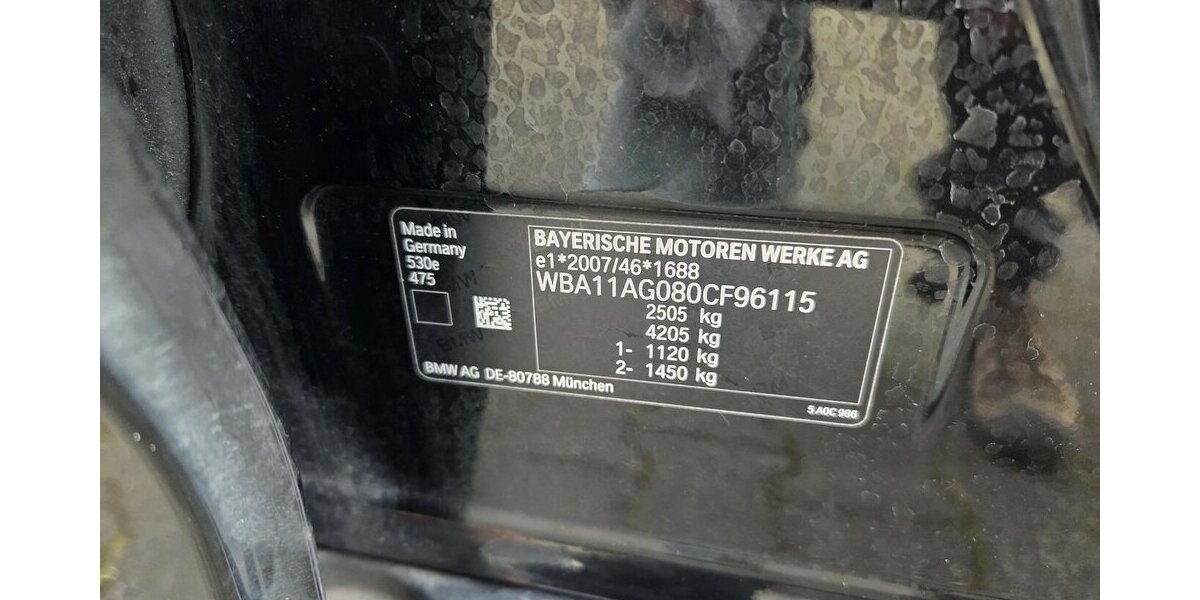 Made in
Germany
530e
475
BAYERISCHE MOTOREN WERKE AG
e1*2007/46*1688
WBA11AG080CF96115
2505 kg
4205 kg
1- 1120 kg
2- 1450 kg
BMW AG DE-80788 München
5 A0C 986